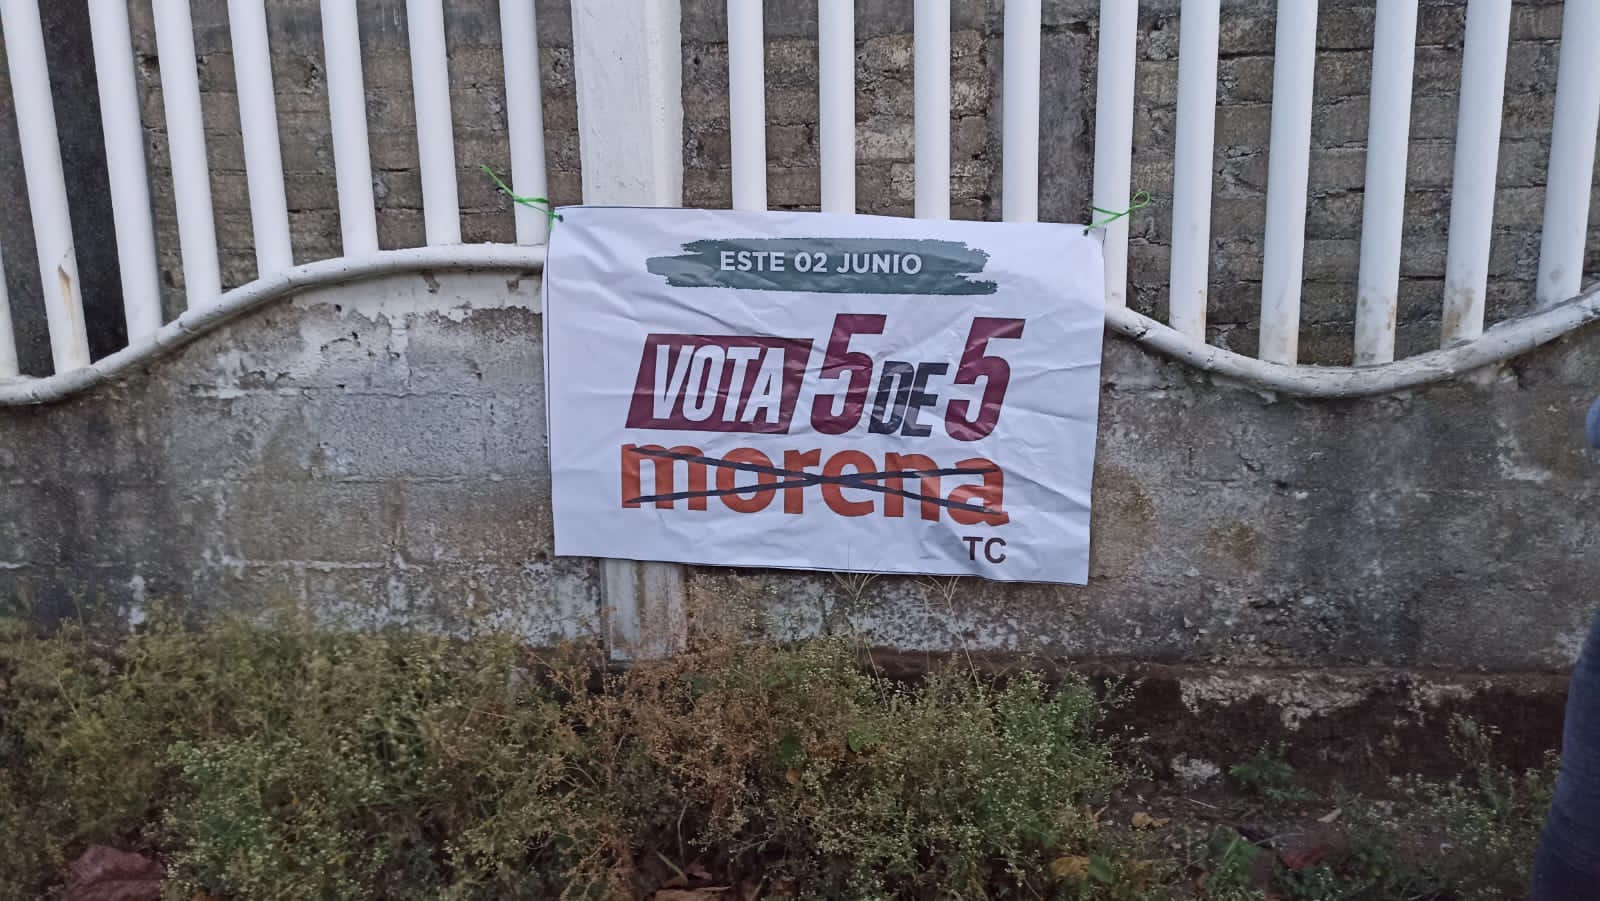 ESTE 02 JUNIO
VOTA 5 DE 5
morena
TC